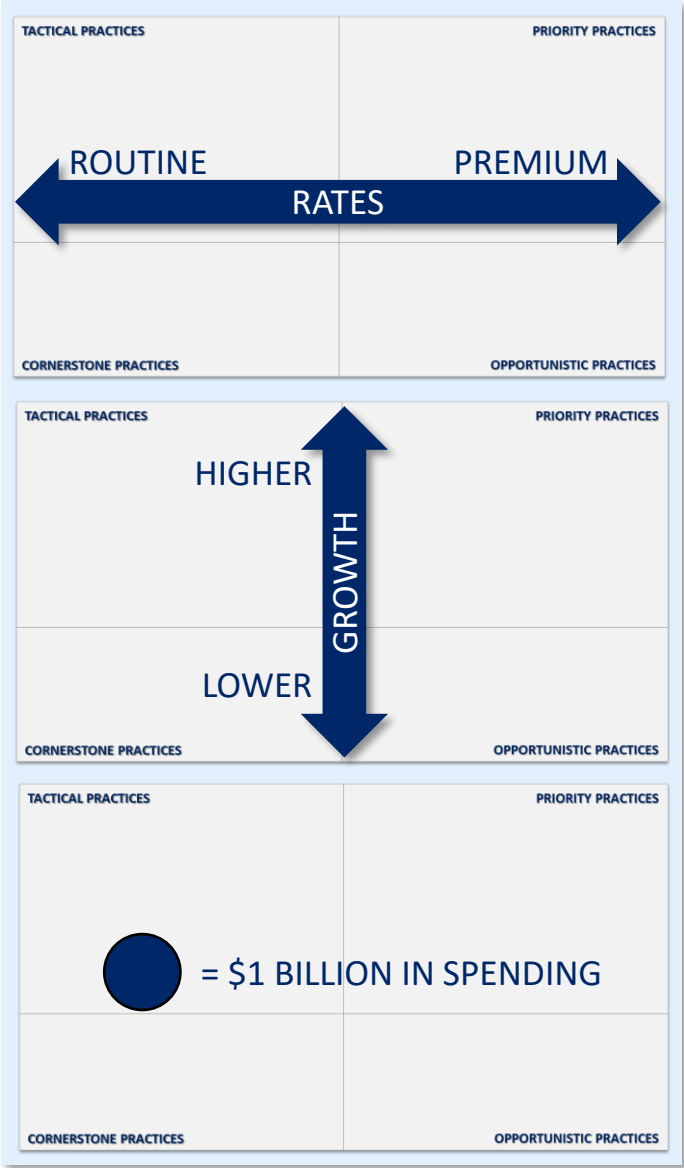 TACTICAL PRACTICES
PRIORITY PRACTICES
ROUTINE
PREMIUM
RATES
CORNERSTONE PRACTICES
OPPORTUNISTIC PRACTICES
TACTICAL PRACTICES
PRIORITY PRACTICES
HIGHER
GROWTH
LOWER
CORNERSTONE PRACTICES
OPPORTUNISTIC PRACTICES
TACTICAL PRACTICES
PRIORITY PRACTICES
= $1 BILLION IN SPENDING
CORNERSTONE PRACTICES
OPPORTUNISTIC PRACTICES